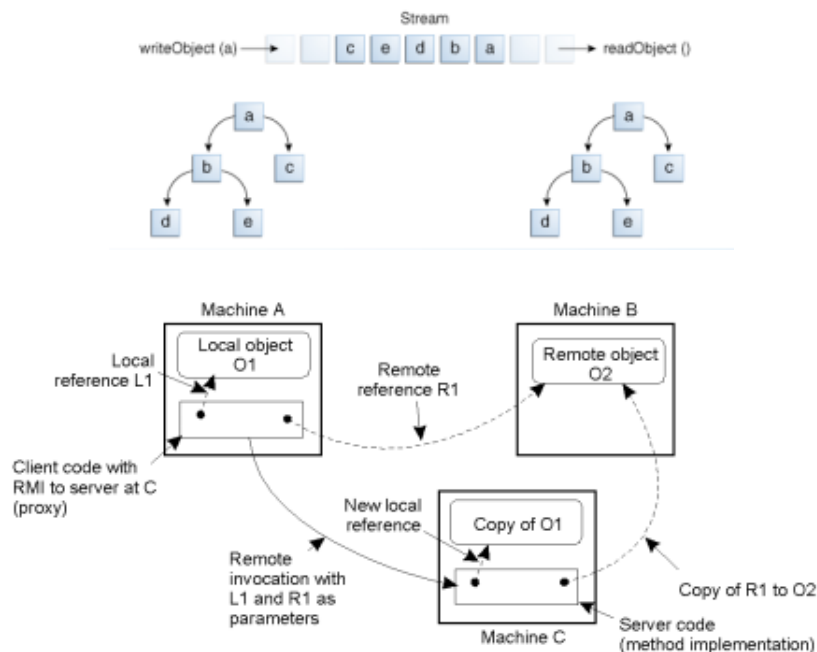 Stream
writeObject (a)
c e d b a
readObject ()
a
b c
d e
a
b c
d e
Machine A
Local object
O1
Local
reference L1
Client code with
RMI to server at C
(proxy)
Remote
reference R1
Machine B
Remote object
O2
New local
reference
Copy of O1
Remote
invocation with
L1 and R1 as
parameters
Copy of R1 to O2
Server code
(method implementation)
Machine C